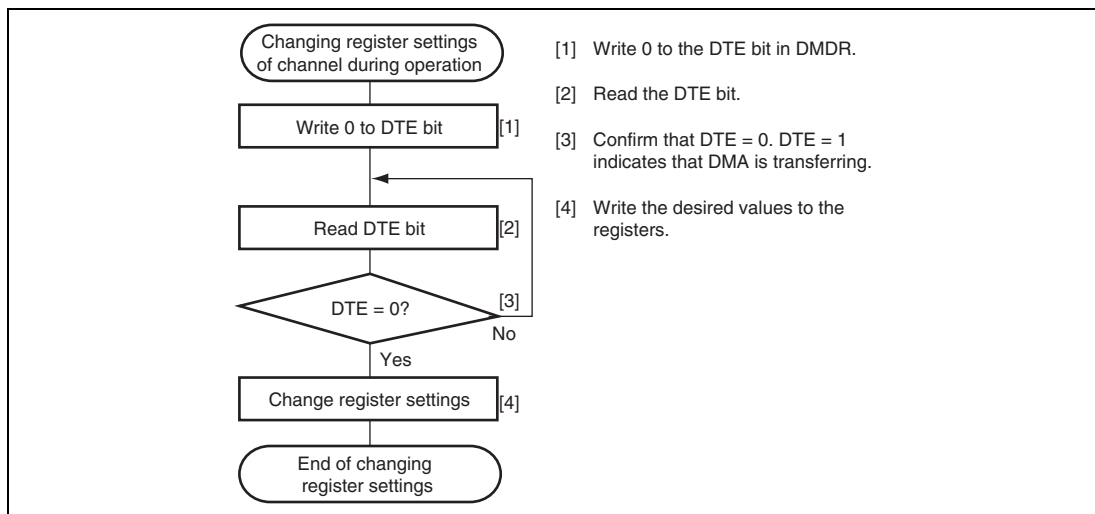 Changing register settings
of channel during operation
Write 0 to DTE bit
[1]
Read DTE bit
[2]
DTE = 0?
[3]
No
Yes
Change register settings
[4]
End of changing
register settings
[1] Write 0 to the DTE bit in DMDR.
[2] Read the DTE bit.
[3] Confirm that DTE = 0. DTE = 1
indicates that DMA is transferring.
[4] Write the desired values to the
registers.